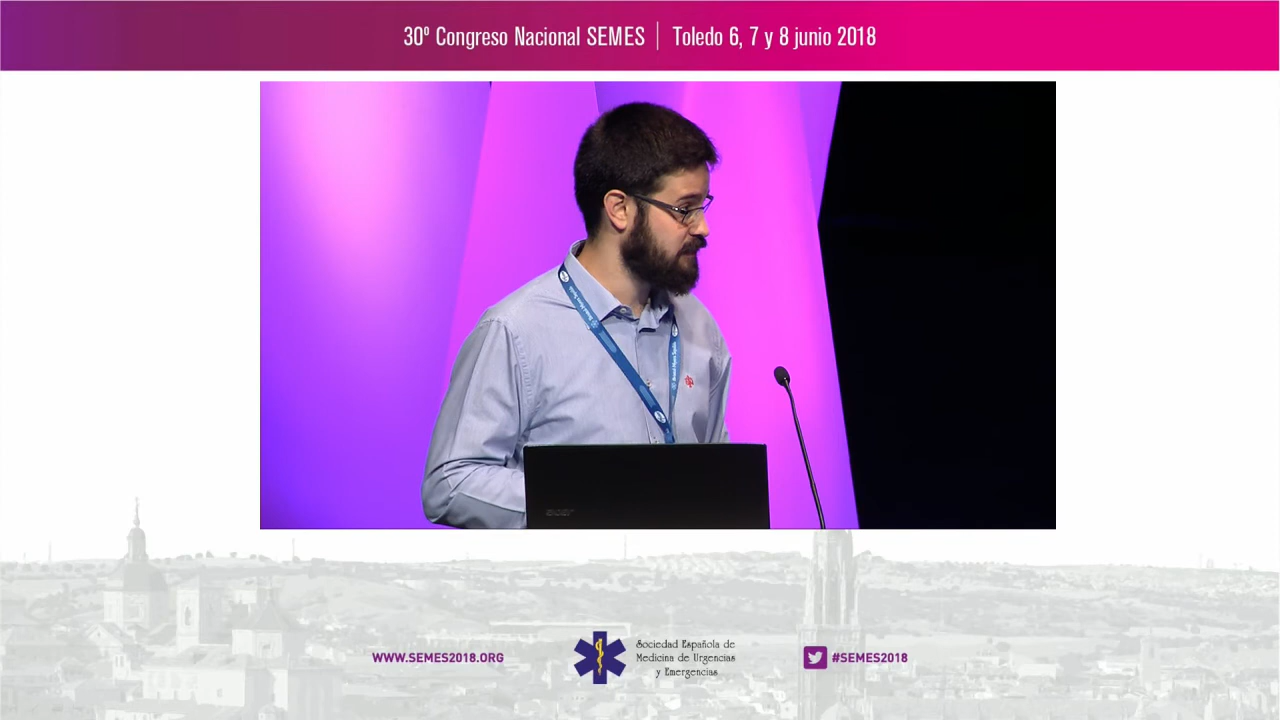 30º Congreso Nacional SEMES | Toledo 6, 7 y 8 junio 2018
acer
WWW.SEMES2018.ORG
Sociedad Española de
Medicina de Urgencias
y Emergencias
#SEMES2018